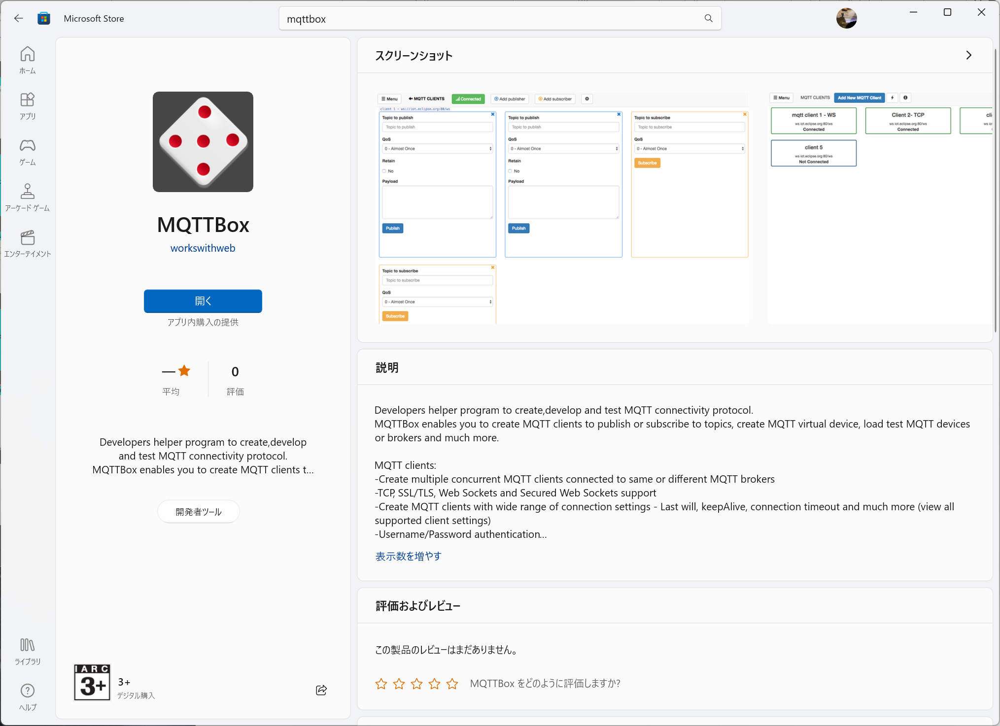 Microsoft Store
mqttbox
ホーム
アプリ
ゲーム
アーケード ゲーム
エンターテイメント
ライブラリ
ヘルプ
MQTTBox
workswithweb
開く
アプリ内購入の提供
—
平均
0
評価
Developers helper program to create,develop
and test MQTT connectivity protocol.
MQTTBox enables you to create MQTT clients t...
開発者ツール
IARC
3+
3+
デジタル購入
スクリーンショット
Menu
MQTT CLIENTS
Connected
Add publisher
Add subscriber
client 1 - ws://iot.eclipse.org:80/ws
Topic to publish
Topic to publish
QoS
0 - Almost Once
Retain
No
Payload
Publish
Topic to publish
Topic to publish
QoS
0 - Almost Once
Retain
No
Payload
Publish
Topic to subscribe
Topic to subscribe
QoS
0 - Almost Once
Subscribe
Topic to subscribe
Topic to subscribe
QoS
0 - Almost Once
Subscribe
Menu
MQTT CLIENTS
Add New MQTT Client
mqtt client 1 - WS
ws iot.eclipse.org:80/ws
Connected
Client 2- TCP
ws iot.eclipse.org:80/ws
Connected
cli
ws io
client 5
ws iot.eclipse.org:80/ws
Not Connected
説明
Developers helper program to create,develop and test MQTT connectivity protocol.
MQTTBox enables you to create MQTT clients to publish or subscribe to topics, create MQTT virtual device, load test MQTT devices
or brokers and much more.
MQTT clients:
-Create multiple concurrent MQTT clients connected to same or different MQTT brokers
-TCP, SSL/TLS, Web Sockets and Secured Web Sockets support
-Create MQTT clients with wide range of connection settings - Last will, keepAlive, connection timeout and much more (view all
supported client settings)
-Username/Password authentication...
表示数を増やす
評価およびレビュー
この製品のレビューはまだありません。
MQTTBox をどのように評価しますか?